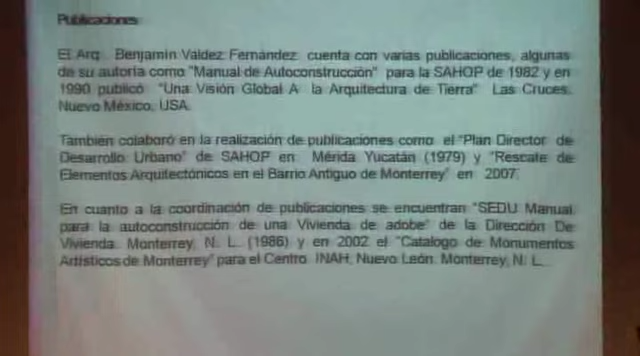 Publicaciones
El Arq. Benjamín Valdez Fernández cuenta con varias publicaciones, algunas
de su autoría como "Manual de Autoconstrucción" para la SAHOP de 1982 y en
1990 publicó "Una Visión Global A la Arquitectura de Tierra" Las Cruces,
Nuevo México, USA.
También colaboró en la realización de publicaciones como el "Plan Director de
Desarrollo Urbano" de SAHOP en Mérida Yucatán (1979) y "Rescate de
Elementos Arquitectónicos en el Barrio Antiguo de Monterrey" en 2007.
En cuanto a la coordinación de publicaciones se encuentran "SEDU Manual
para la autoconstrucción de una Vivienda de adobe" de la Dirección De
Vivienda. Monterrey, N. L. (1986) y en 2002 el "Catalogo de Monumentos
Artísticos de Monterrey" para el Centro INAH, Nuevo León. Monterrey, N. L.